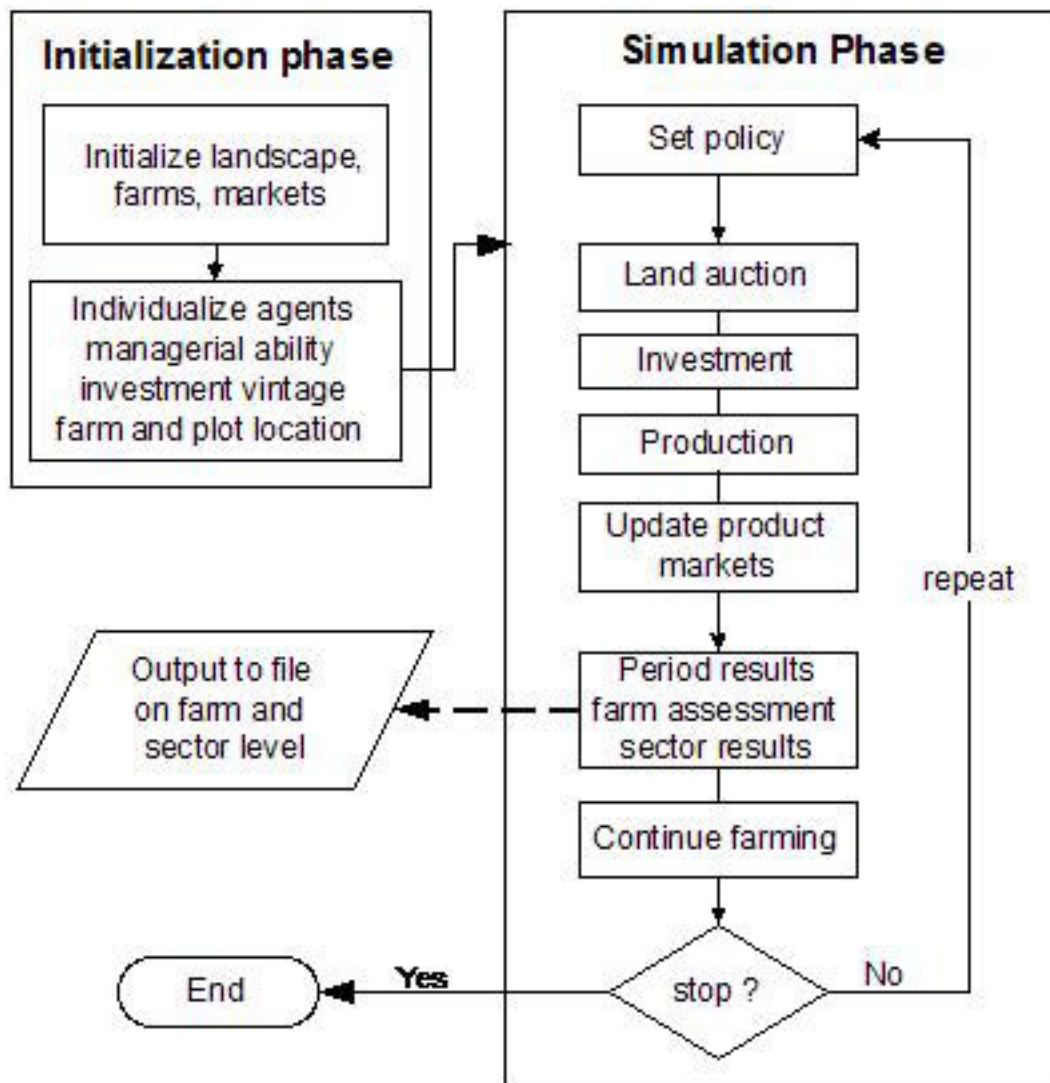 Initialization phase
Initialize landscape,
farms, markets
Individualize agents
managerial ability
investment vintage
farm and plot location
Simulation Phase
Set policy
Land auction
Investment
Production
Update product
markets
repeat
Period results
farm assessment
sector results
Output to file
on farm and
sector level
Continue farming
stop ?
No
Yes
End